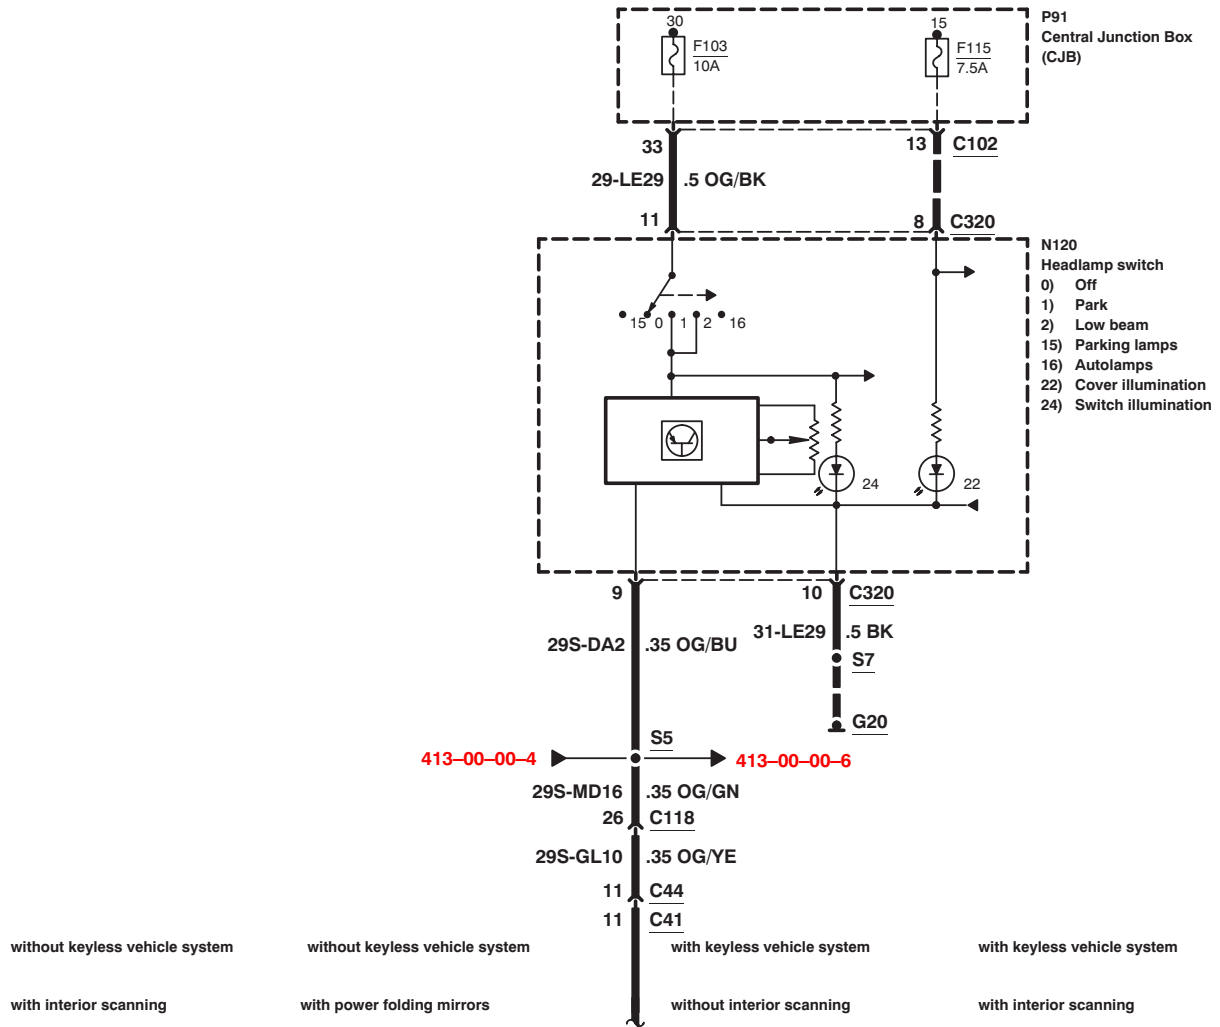 P91
Central Junction Box
(CJB)
30
F103
10A
15
F115
7.5A
33
13 C102
29-LE29 .5 OG/BK
11
8 C320
N120
Headlamp switch
0) Off
1) Park
2) Low beam
15) Parking lamps
16) Autolamps
22) Cover illumination
24) Switch illumination
15 0 1 2 16
24
22
9
10 C320
29S-DA2 .35 OG/BU
31-LE29 .5 BK
S7
G20
S5
413–00–00–4
413–00–00–6
29S-MD16 .35 OG/GN
26 C118
29S-GL10 .35 OG/YE
11 C44
11 C41
without keyless vehicle system
without keyless vehicle system
with keyless vehicle system
with keyless vehicle system
with interior scanning
with power folding mirrors
without interior scanning
with interior scanning